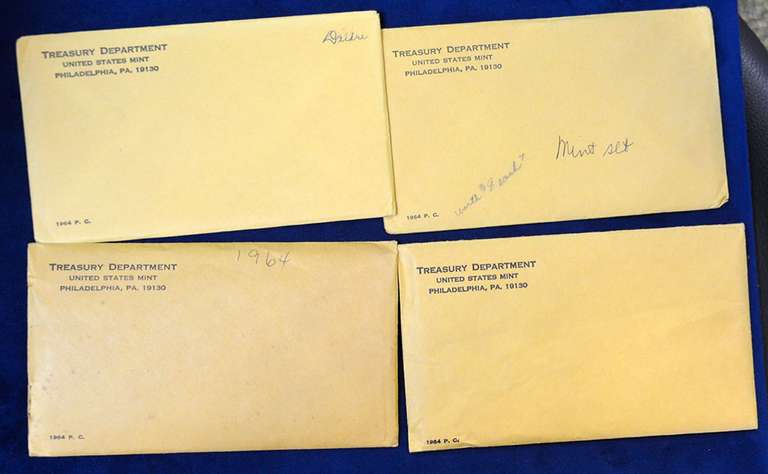 TREASURY DEPARTMENT
UNITED STATES MINT
PHILADELPHIA, PA. 19130
1964 P. C.
TREASURY DEPARTMENT
UNITED STATES MINT
PHILADELPHIA, PA. 19130
Mint set
worth
1964 P. C.
1964
TREASURY DEPARTMENT
UNITED STATES MINT
PHILADELPHIA, PA. 19130
1964 P. C.
TREASURY DEPARTMENT
UNITED STATES MINT
PHILADELPHIA, PA. 19130
1964 P. C.